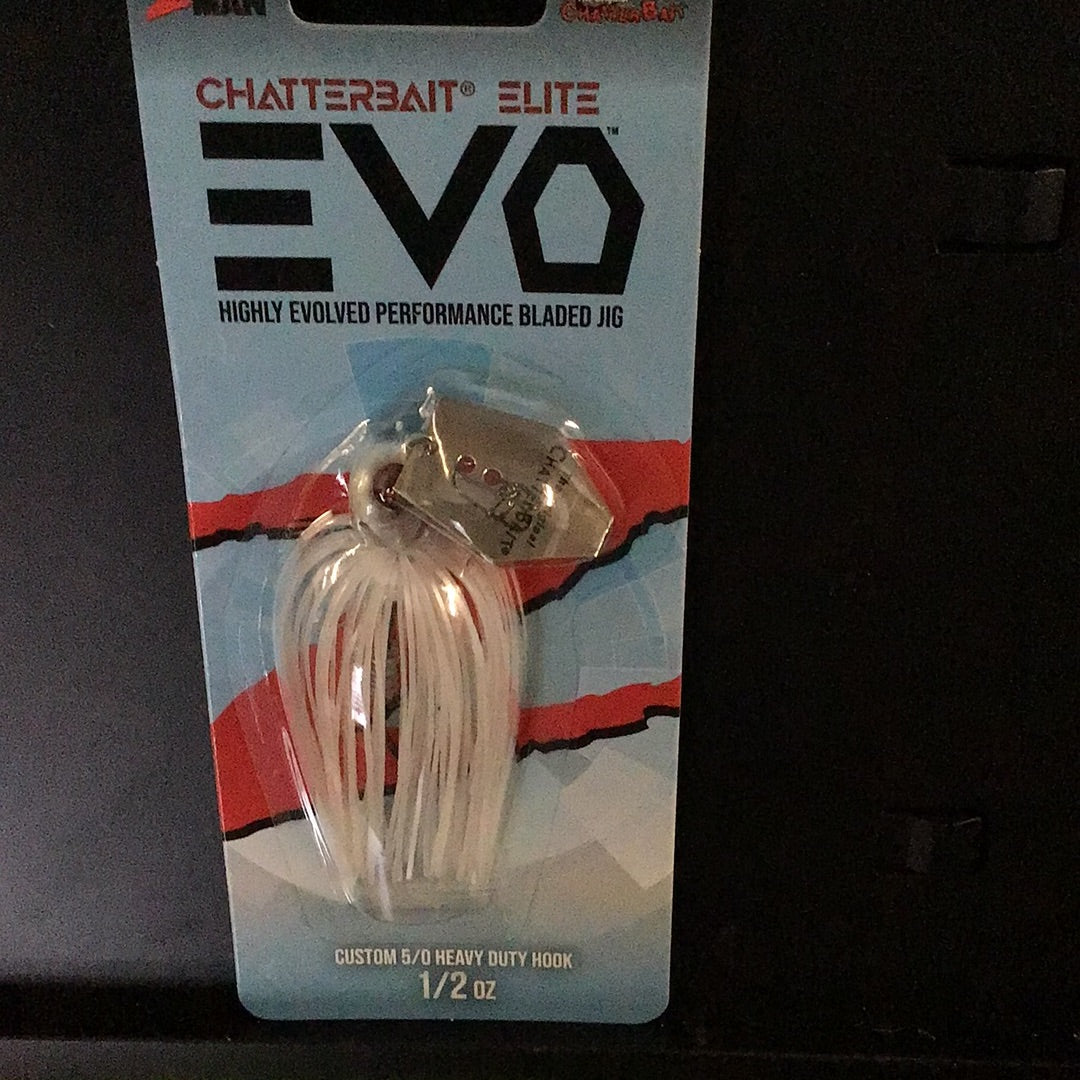 CHATTERBAIT® ELITE
EVO™
HIGHLY EVOLVED PERFORMANCE BLADED JIG
CUSTOM 5/0 HEAVY DUTY HOOK
1/2 OZ